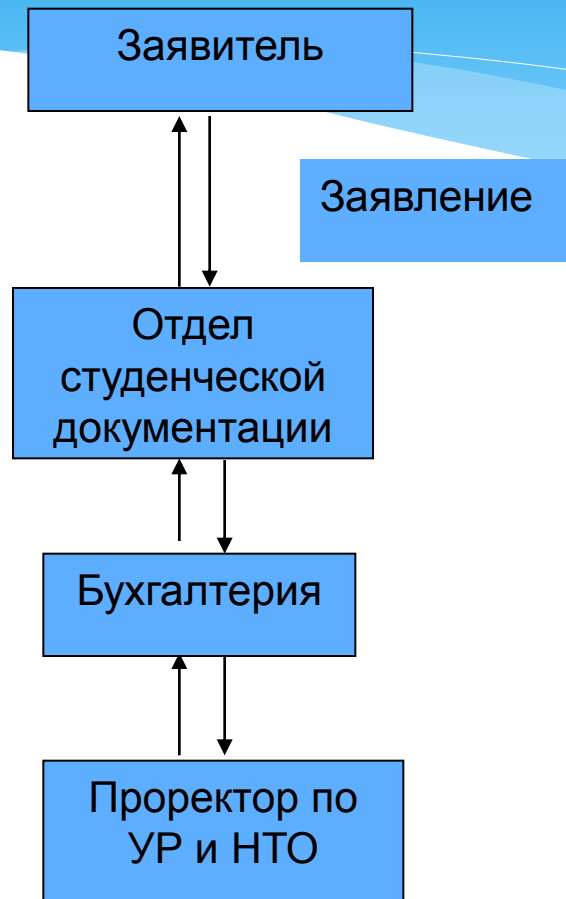 Заявитель
Заявление
Отдел
студенческой
документации
Бухгалтерия
Проректор по
УР и НТО